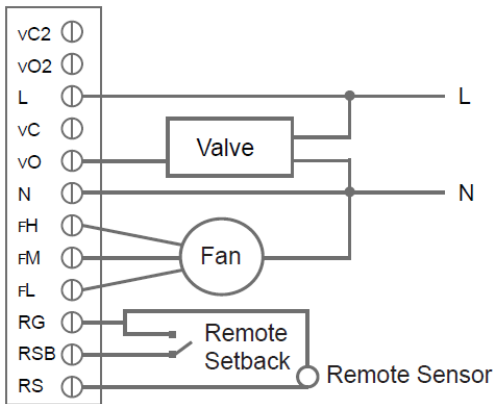 vC2
vO2
L
L
vC
Valve
vO
N
N
FH
FM
Fan
FL
RG
Remote
Setback
RSB
Remote Sensor
RS